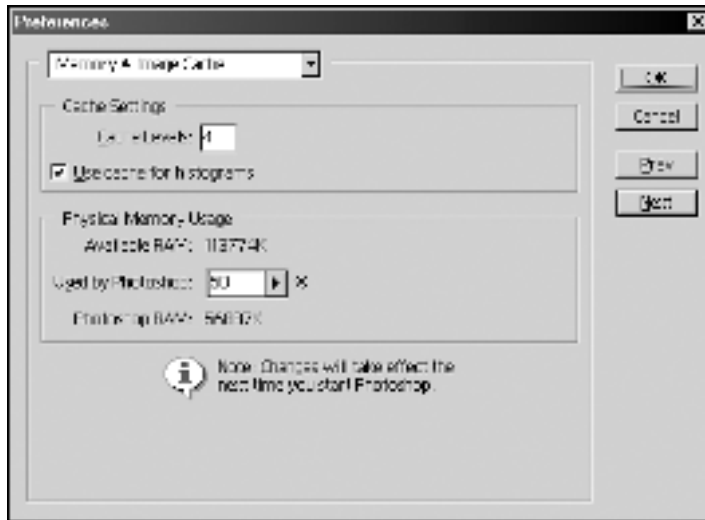 Preferences
Memory & Image Cache
OK
Cache Settings
Cancel
Cache Levels: 4
Use cache for histograms
Prev
Next
Physical Memory Usage
Available RAM: 113774K
Used by Photoshop: 50 %
Photoshop RAM: 56887K
Note: Changes will take effect the
next time you start Photoshop.